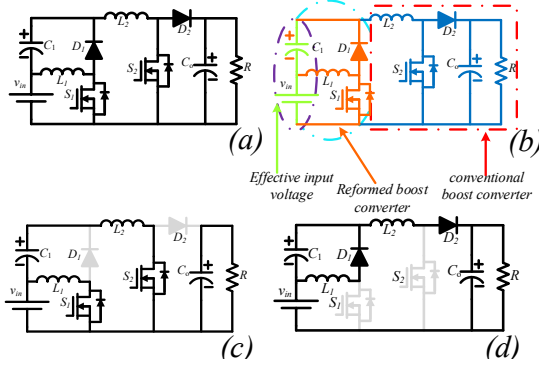 L2 D2
C1 D1 S2 Co R
L1
vin S1
(a)
L2 D2
C1 D1 S2 Co R
L1
vin S1
(b)
Effective input
voltage
Reformed boost
converter
conventional
boost converter
L2 D2
C1 D1 S2 Co R
L1
vin S1
(c)
L2 D2
C1 D1 S2 Co R
L1
vin S1
(d)